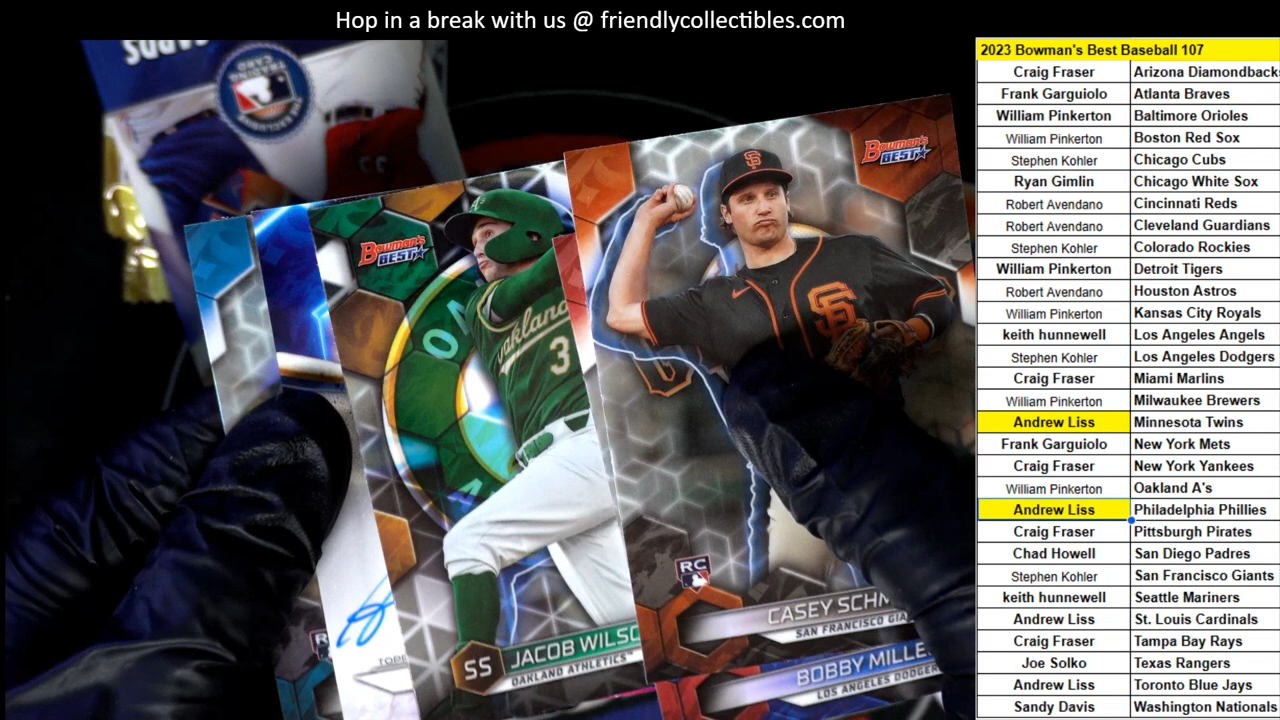 Hop in a break with us @ friendlycollectibles.com
2023 Bowman's Best Baseball 107
Craig Fraser Arizona Diamondbacks
Frank Garguiolo Atlanta Braves
William Pinkerton Baltimore Orioles
William Pinkerton Boston Red Sox
Stephen Kohler Chicago Cubs
Ryan Gimlin Chicago White Sox
Robert Avendano Cincinnati Reds
Robert Avendano Cleveland Guardians
Stephen Kohler Colorado Rockies
William Pinkerton Detroit Tigers
Robert Avendano Houston Astros
William Pinkerton Kansas City Royals
keith hunnewell Los Angeles Angels
Stephen Kohler Los Angeles Dodgers
Craig Fraser Miami Marlins
William Pinkerton Milwaukee Brewers
Andrew Liss Minnesota Twins
Frank Garguiolo New York Mets
Craig Fraser New York Yankees
William Pinkerton Oakland A's
Andrew Liss Philadelphia Phillies
Craig Fraser Pittsburgh Pirates
Chad Howell San Diego Padres
Stephen Kohler San Francisco Giants
keith hunnewell Seattle Mariners
Andrew Liss St. Louis Cardinals
Craig Fraser Tampa Bay Rays
Joe Solko Texas Rangers
Andrew Liss Toronto Blue Jays
Sandy Davis Washington Nationals
Bowman's
BEST
Oakland
3
SS
JACOB WILSO
OAKLAND ATHLETICS™
TOPP
Bowman's
BEST
SF
SF
RC
CASEY SCHM
SAN FRANCISCO GIA
BOBBY MILLE
LOS ANGELES DODGER